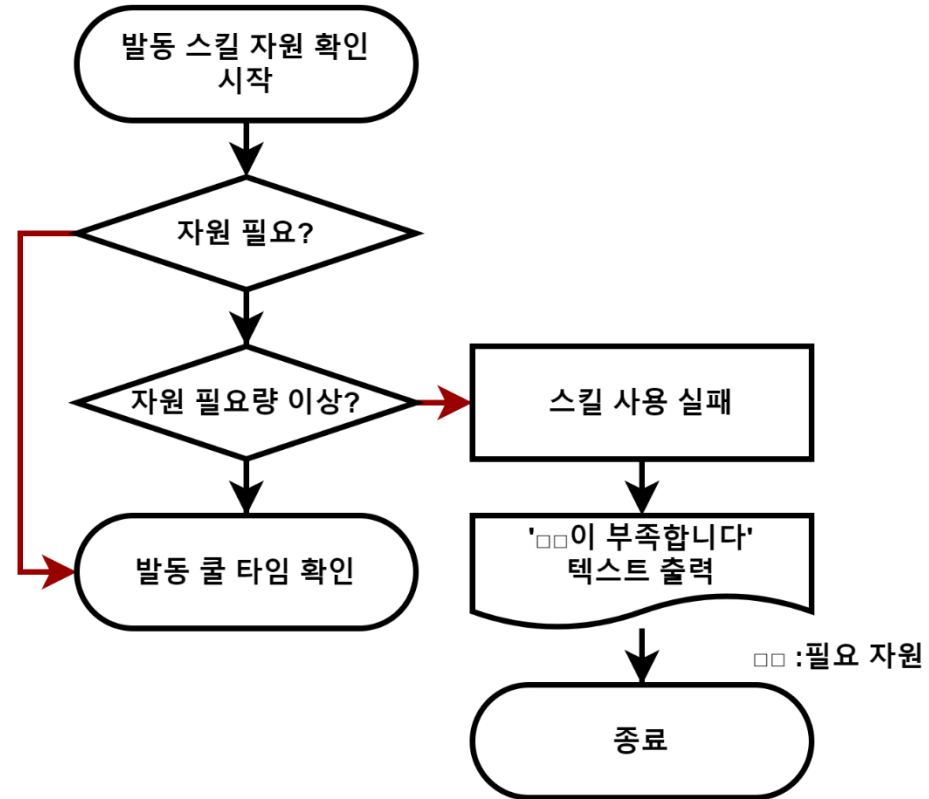 발동 스킬 자원 확인
시작
자원 필요?
자원 필요량 이상?
스킬 사용 실패
발동 쿨 타임 확인
'□□이 부족합니다'
텍스트 출력
□□ :필요 자원
종료